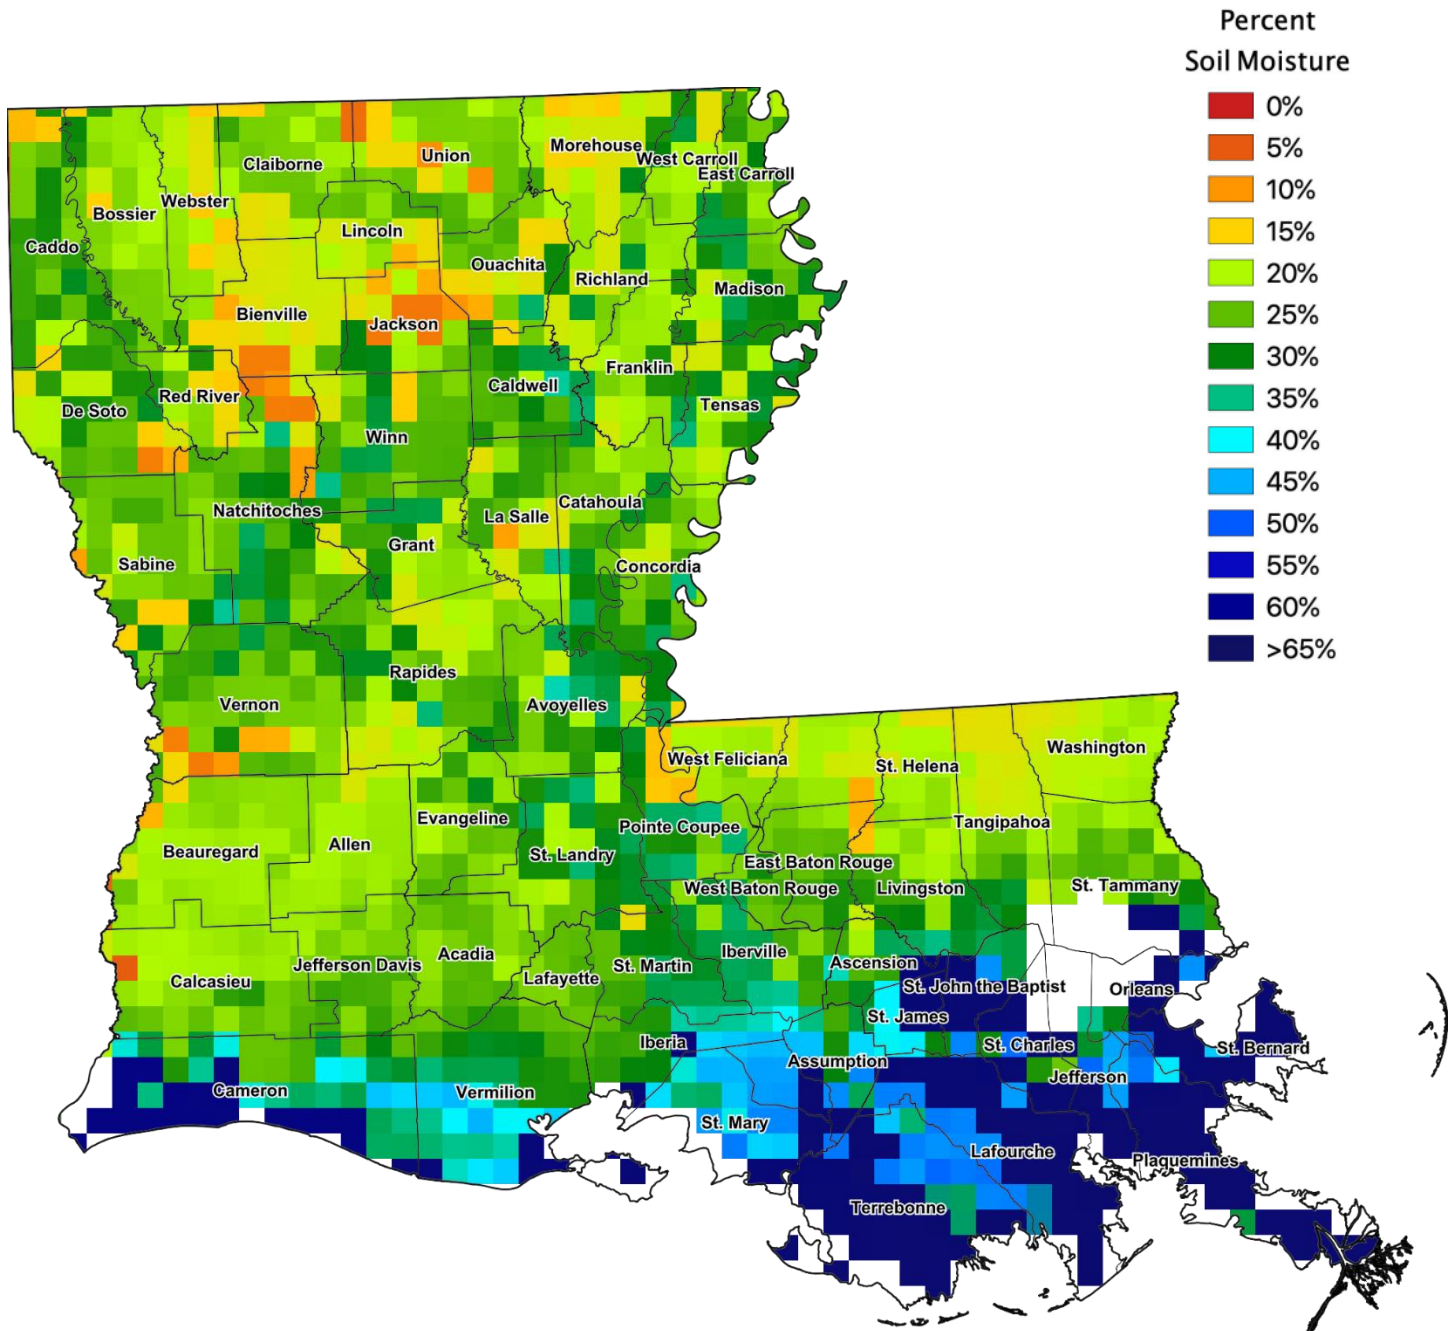 Percent
Soil Moisture
0%
5%
10%
15%
20%
25%
30%
35%
40%
45%
50%
55%
60%
>65%
Morehouse
Union
West Carroll
Claiborne
East Carroll
Webster
Bossier
Lincoln
Caddo
Ouachita
Richland
Madison
Bienville
Jackson
Franklin
Caldwell
Red River
Tensas
De Soto
Winn
Catahoula
Natchitoches
La Salle
Grant
Sabine
Concordia
Rapides
Vernon
Avoyelles
Washington
West Feliciana
St. Helena
Evangeline
Tangipahoa
Pointe Coupee
Allen
Beauregard
St. Landry
East Baton Rouge
St. Tammany
West Baton Rouge
Livingston
Iberville
Acadia
Ascension
Jefferson Davis
St. Martin
Lafayette
Calcasieu
St. John the Baptist
Orleans
St. James
Iberia
St. Charles
St. Bernard
Assumption
Jefferson
Cameron
Vermilion
St. Mary
Lafourche
Plaquemines
Terrebonne